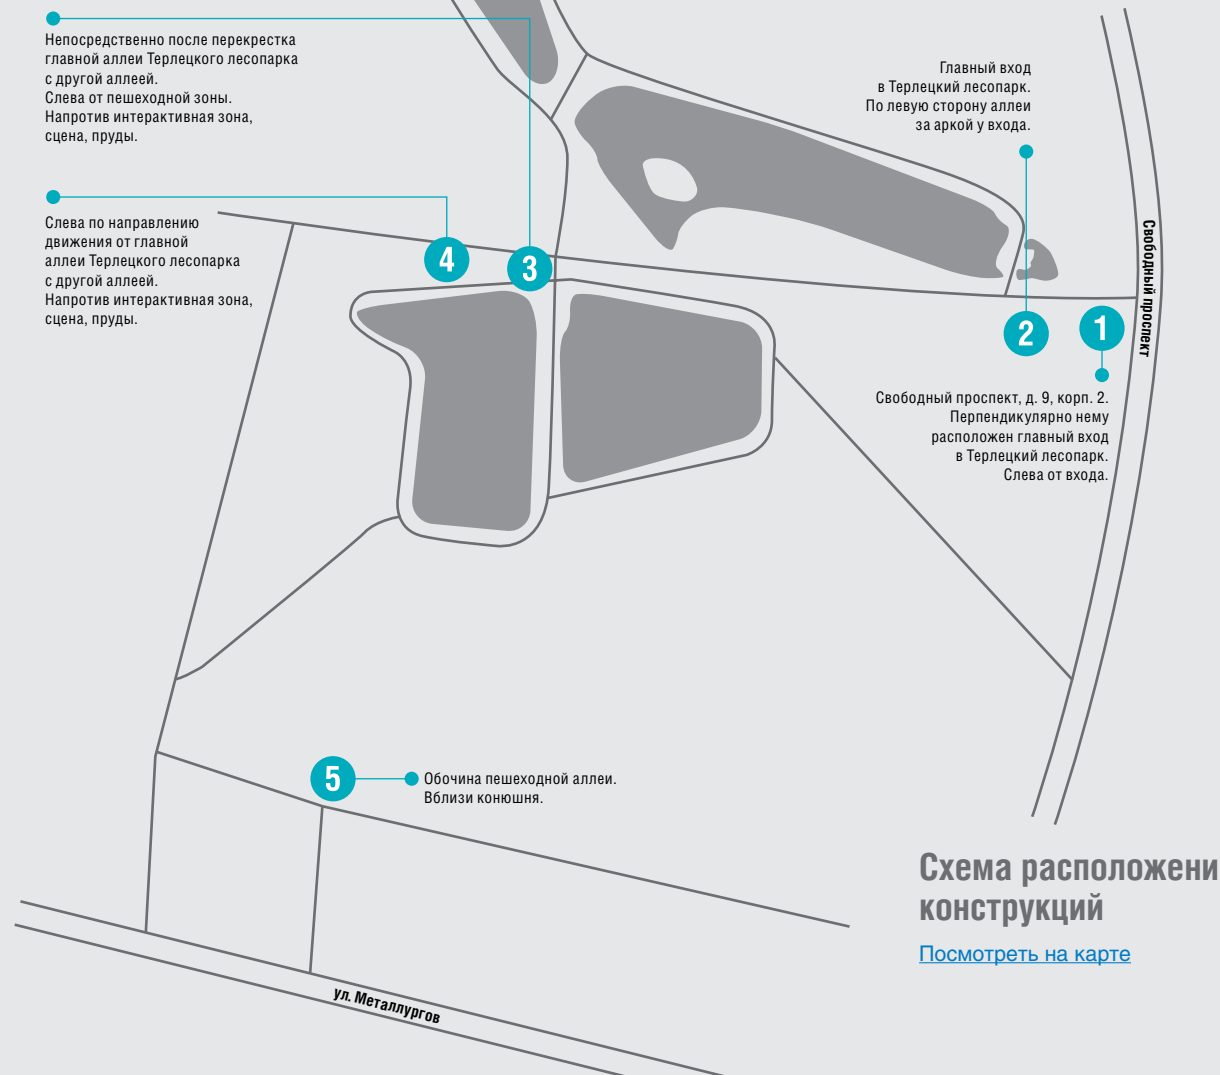 Непосредственно после перекрестка
главной аллеи Терлецкого лесопарка
с другой аллеей.
Слева от пешеходной зоны.
Напротив интерактивная зона,
сцена, пруды.
Главный вход
в Терлецкий лесопарк.
По левую сторону аллеи
за аркой у входа.
Слева по направлению
движения от главной
аллеи Терлецкого лесопарка
с другой аллеей.
Напротив интерактивная зона,
сцена, пруды.
4
3
2
1
Свободный проспект
Свободный проспект, д. 9, корп. 2.
Перпендикулярно нему
расположен главный вход
в Терлецкий лесопарк.
Слева от входа.
5
Обочина пешеходной аллеи.
Вблизи конюшня.
Схема расположени
конструкций
Посмотреть на карте
ул. Металлургов